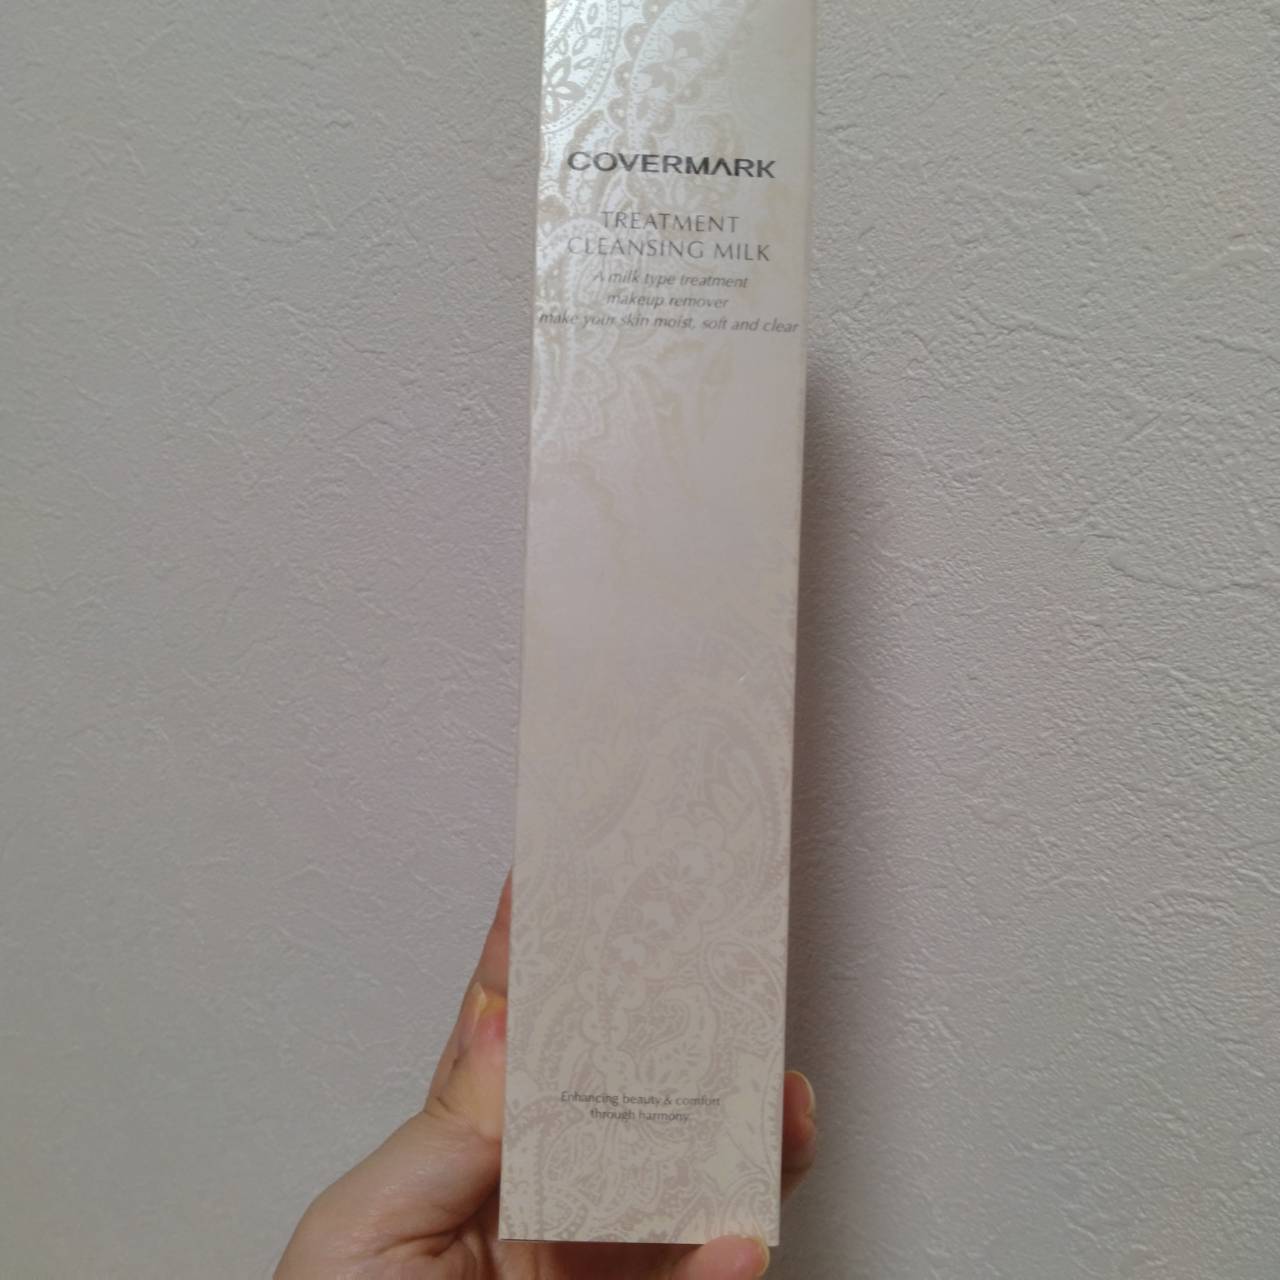 COVERMARK
TREATMENT
CLEANSING MILK
A milk type treatment
makeup remover
make your skin moist, soft and clear
Enhancing beauty & comfort
through harmony.